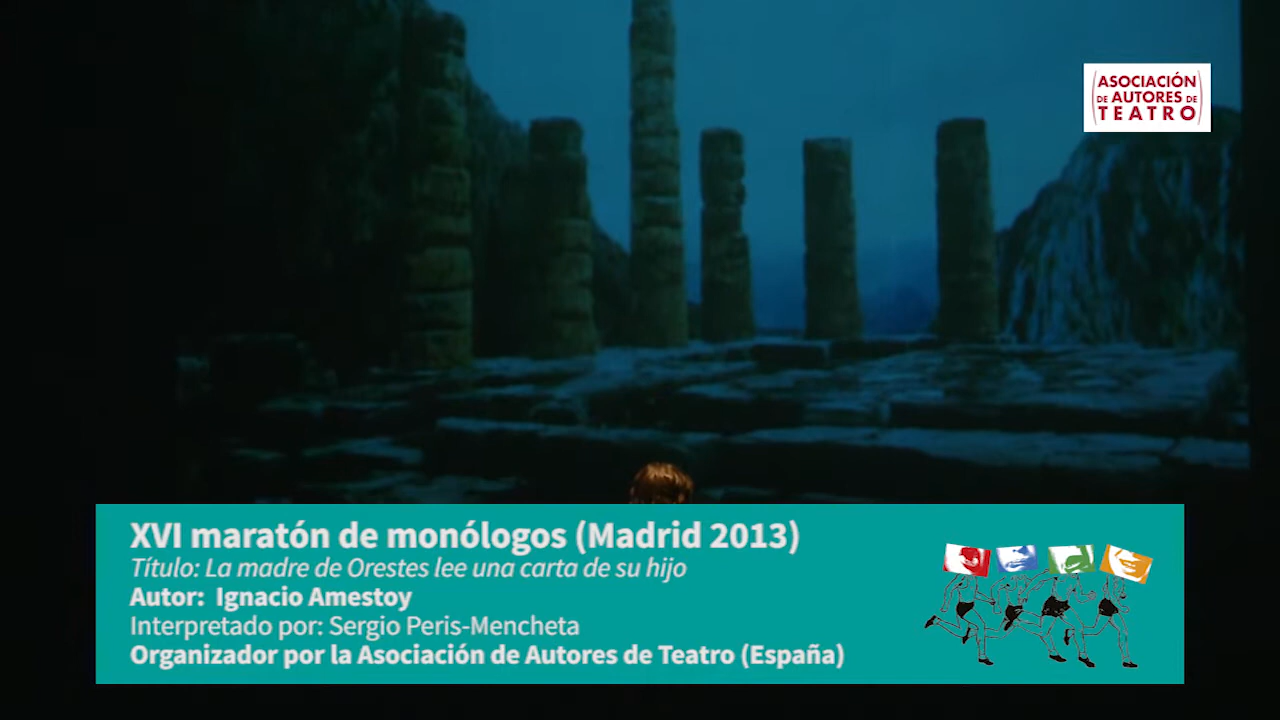 ASOCIACIÓN
DE AUTORES DE
TEATRO
XVI maratón de monólogos (Madrid 2013)
Título: La madre de Orestes lee una carta de su hijo
Autor: Ignacio Amestoy
Interpretado por: Sergio Peris-Mencheta
Organizador por la Asociación de Autores de Teatro (España)